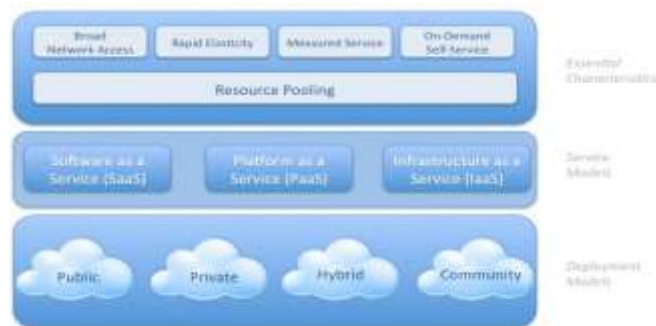 Broad
Network Access
Rapid Elasticity
Measured Service
On-Demand
Self-Service
Resource Pooling
Essential
Characteristics
Software as a
Service (SaaS)
Platform as a
Service (PaaS)
Infrastructure as a
Service (IaaS)
Service
Models
Public
Private
Hybrid
Community
Deployment
Models